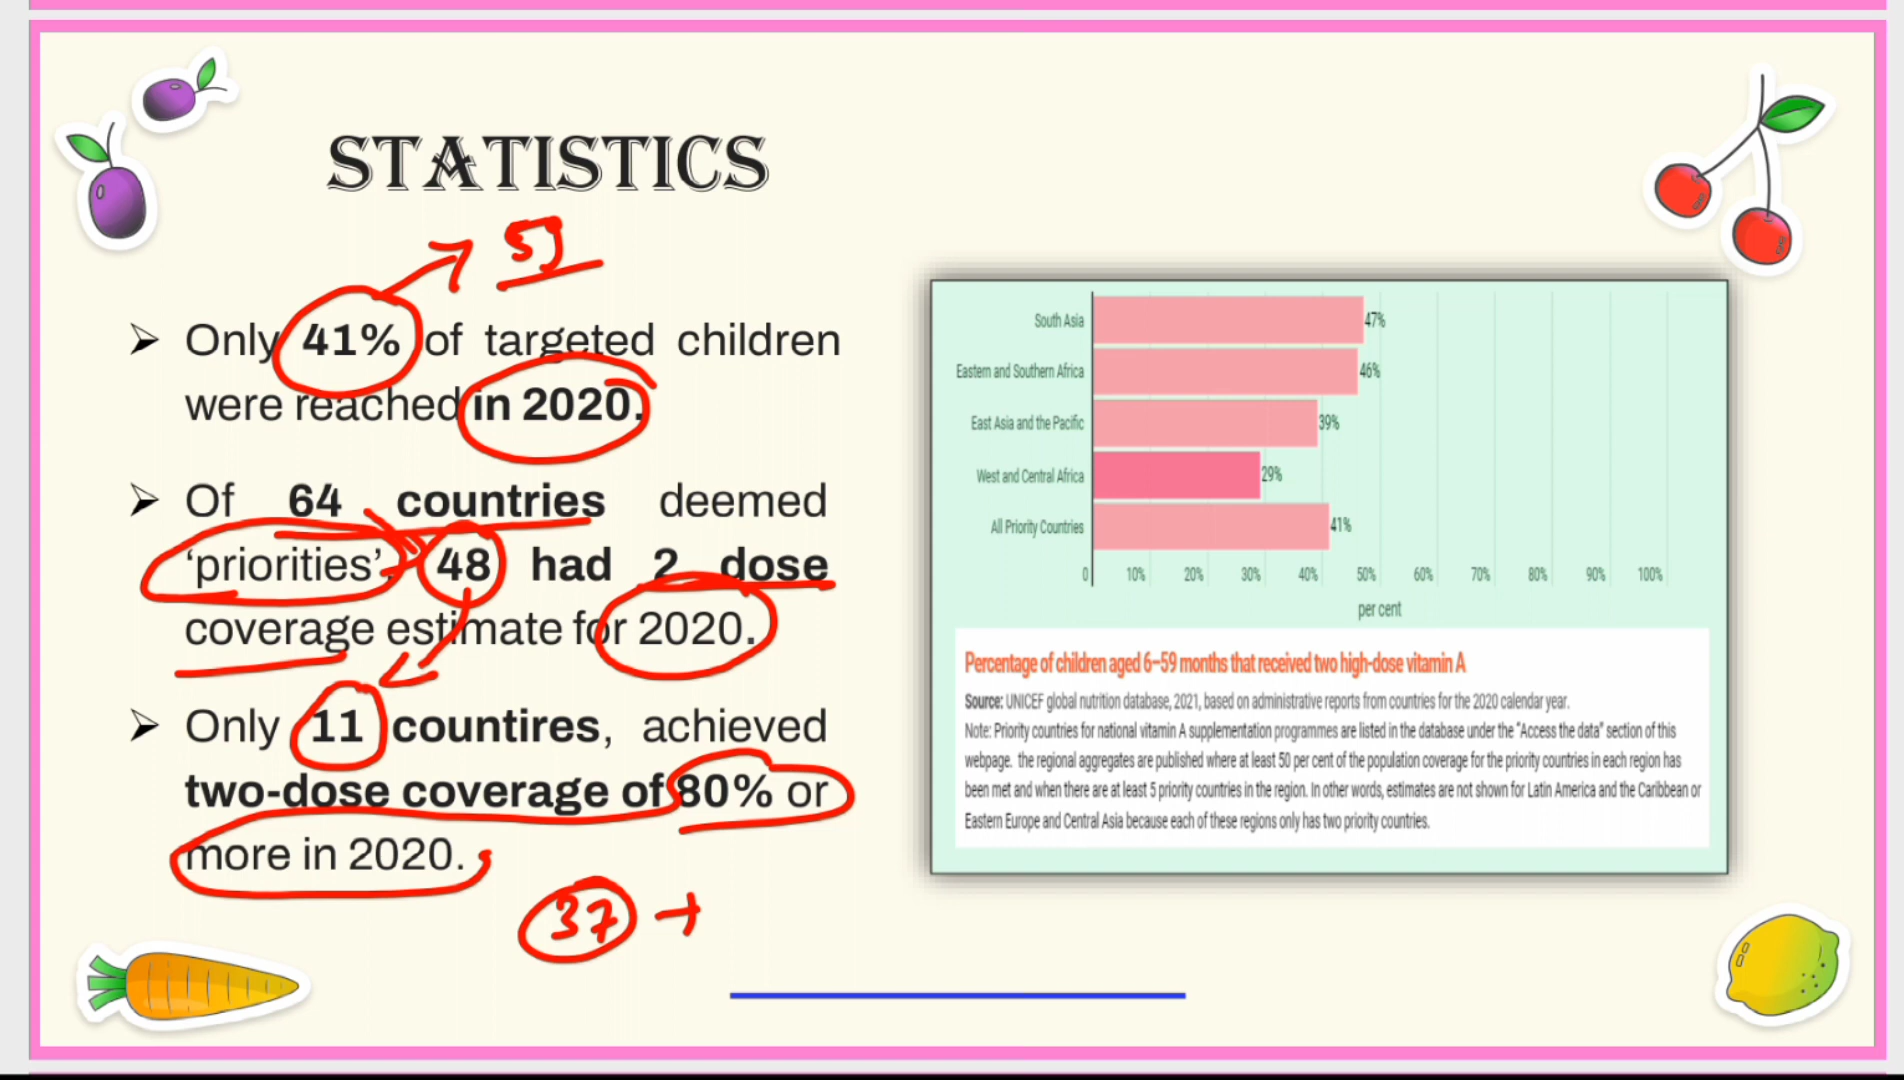 STATISTICS
59
➢ Only 41% of targeted children
were reached in 2020.
➢ Of 64 countries deemed
‘priorities’, 48 had 2 dose
coverage estimate for 2020.
➢ Only 11 countires, achieved
two-dose coverage of 80% or
more in 2020.
37 +
South Asia 47%
Eastern and Southern Africa 46%
East Asia and the Pacific 39%
West and Central Africa 29%
All Priority Countries 41%
0 10% 20% 30% 40% 50% 60% 70% 80% 90% 100%
per cent
Percentage of children aged 6–59 months that received two high-dose vitamin A
Source: UNICEF global nutrition database, 2021, based on administrative reports from countries for the 2020 calendar year.
Note: Priority countries for national vitamin A supplementation programmes are listed in the database under the “Access the data” section of this
webpage. the regional aggregates are published where at least 50 per cent of the population coverage for the priority countries in each region has
been met and when there are at least 5 priority countries in the region. In other words, estimates are not shown for Latin America and the Caribbean or
Eastern Europe and Central Asia because each of these regions only has two priority countries.